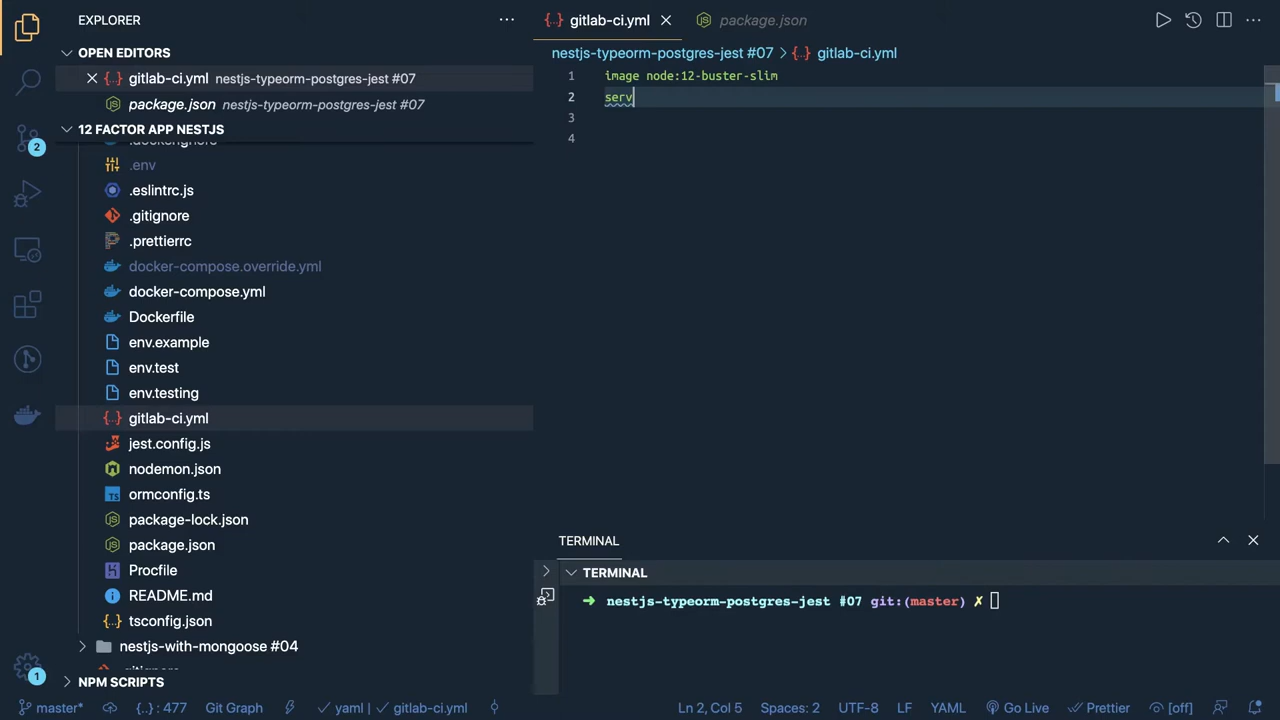 EXPLORER
OPEN EDITORS
gitlab-ci.yml nestjs-typeorm-postgres-jest #07
package.json nestjs-typeorm-postgres-jest #07
12 FACTOR APP NESTJS
.dockerignore
.env
.eslintrc.js
.gitignore
.prettierrc
docker-compose.override.yml
docker-compose.yml
Dockerfile
env.example
env.test
env.testing
gitlab-ci.yml
jest.config.js
nodemon.json
ormconfig.ts
package-lock.json
package.json
Procfile
README.md
tsconfig.json
nestjs-with-mongoose #04
.gitignore
NPM SCRIPTS
2
1
gitlab-ci.yml
package.json
nestjs-typeorm-postgres-jest #07 > gitlab-ci.yml
1 image node:12-buster-slim
2 serv
3
4
TERMINAL
TERMINAL
➜ nestjs-typeorm-postgres-jest #07 git:(master) ✗
master* {..} : 477 Git Graph ✓ yaml | ✓ gitlab-ci.yml Ln 2, Col 5 Spaces: 2 UTF-8 LF YAML Go Live Prettier [off]